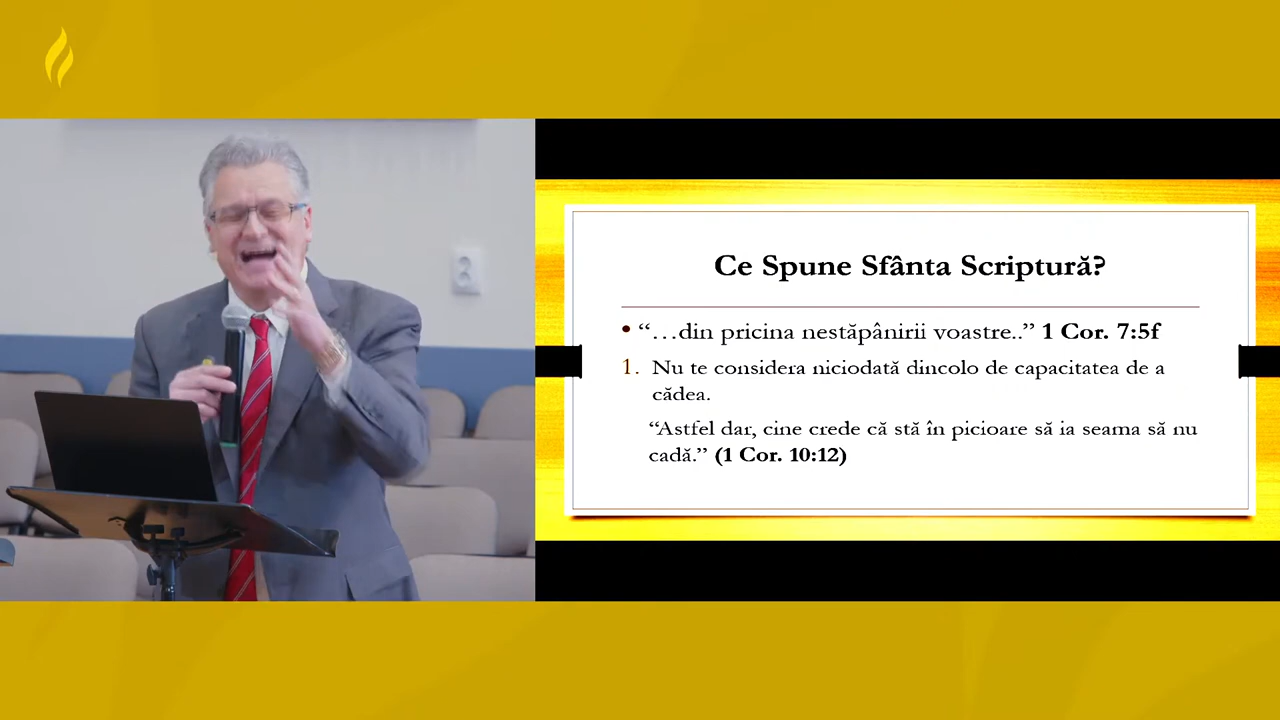 Ce Spune Sfânta Scriptură?
• “…din pricina nestăpânirii voastre..” 1 Cor. 7:5f
1. Nu te considera niciodată dincolo de capacitatea de a
cădea.
“Astfel dar, cine crede că stă în picioare să ia seama să nu
cadă.” (1 Cor. 10:12)